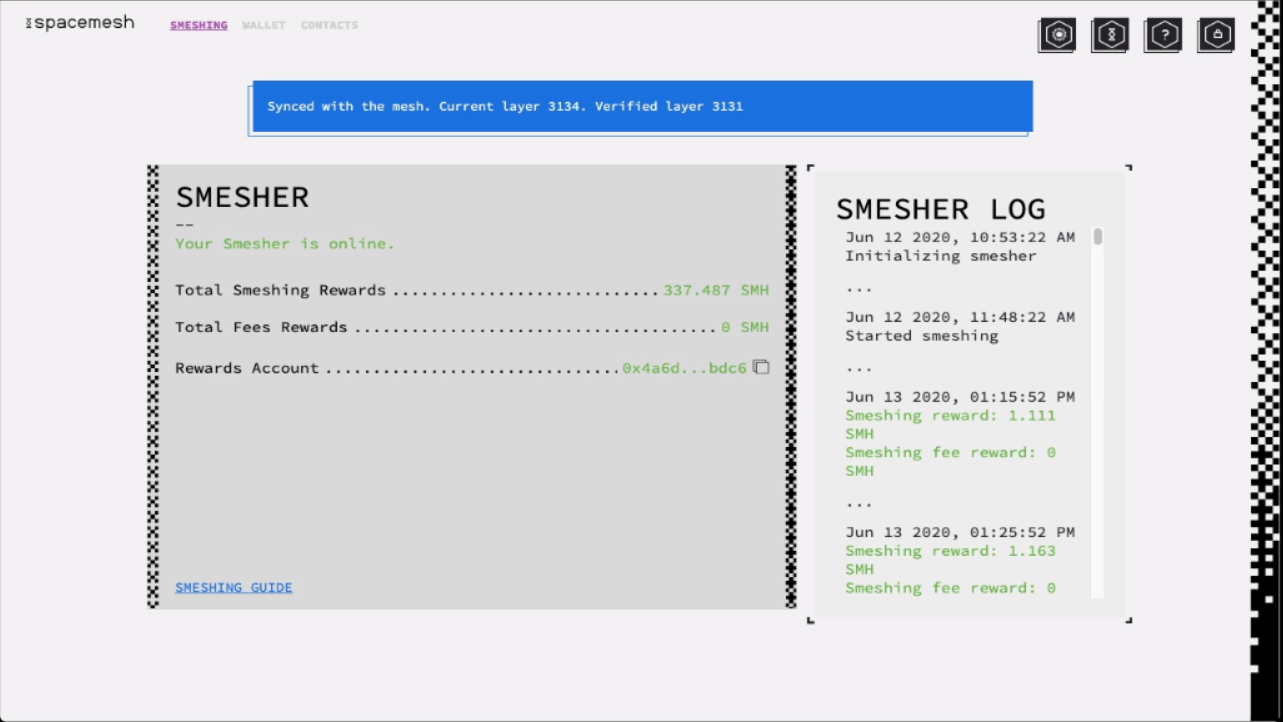 spacemesh
SMESHING WALLET CONTACTS
?
Synced with the mesh. Current layer 3134. Verified layer 3131
SMESHER
--
Your Smesher is online.
Total Smeshing Rewards ............................ 337.487 SMH
Total Fees Rewards ...................................... 0 SMH
Rewards Account ............................... 0x4a6d...bdc6
SMESHING GUIDE
SMESHER LOG
Jun 12 2020, 10:53:22 AM
Initializing smesher
...
Jun 12 2020, 11:48:22 AM
Started smeshing
...
Jun 13 2020, 01:15:52 PM
Smeshing reward: 1.111
SMH
Smeshing fee reward: 0
SMH
...
Jun 13 2020, 01:25:52 PM
Smeshing reward: 1.163
SMH
Smeshing fee reward: 0